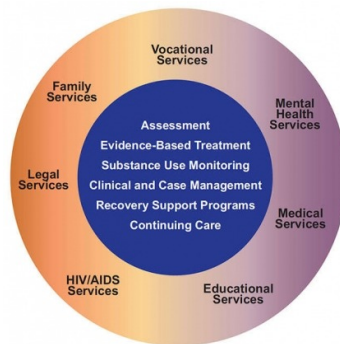 Vocational
Services
Family
Services
Mental
Health
Services
Assessment
Evidence-Based Treatment
Substance Use Monitoring
Clinical and Case Management
Recovery Support Programs
Continuing Care
Legal
Services
Medical
Services
HIV/AIDS
Services
Educational
Services